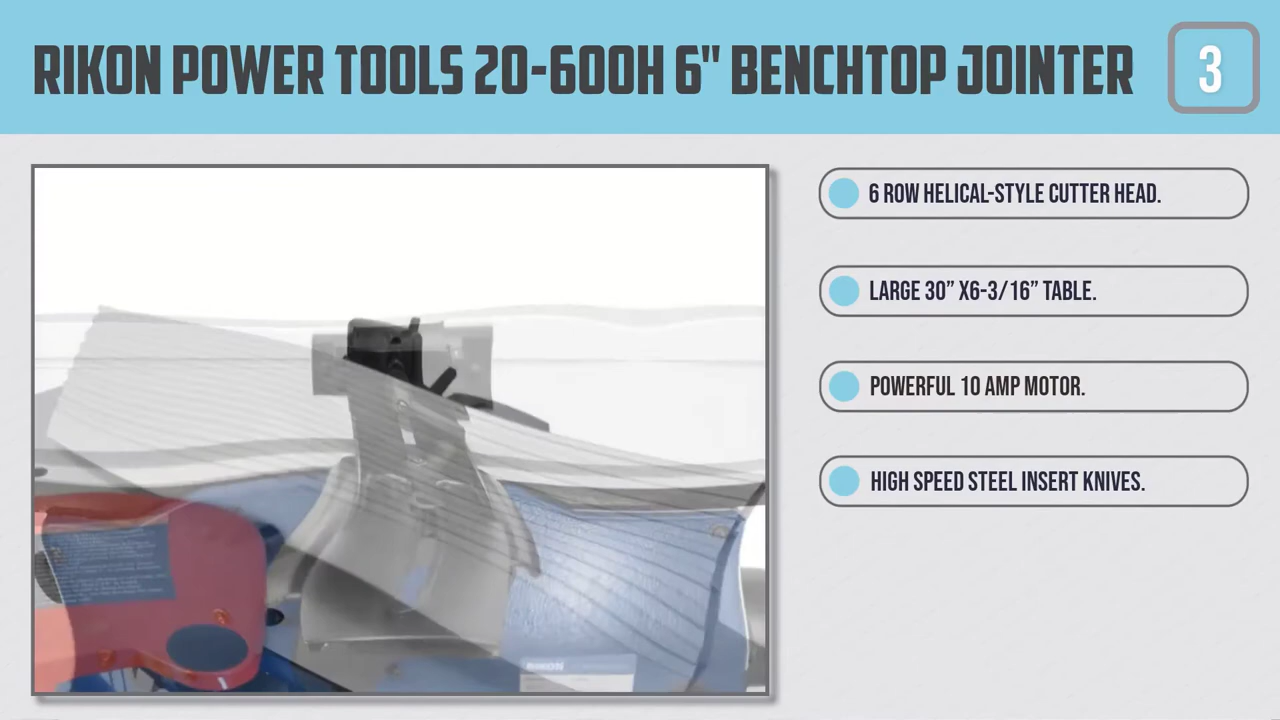 RIKON POWER TOOLS 20-600H 6" BENCHTOP JOINTER
3
6 ROW HELICAL-STYLE CUTTER HEAD.
LARGE 30” X6-3/16” TABLE.
POWERFUL 10 AMP MOTOR.
HIGH SPEED STEEL INSERT KNIVES.
RIKON